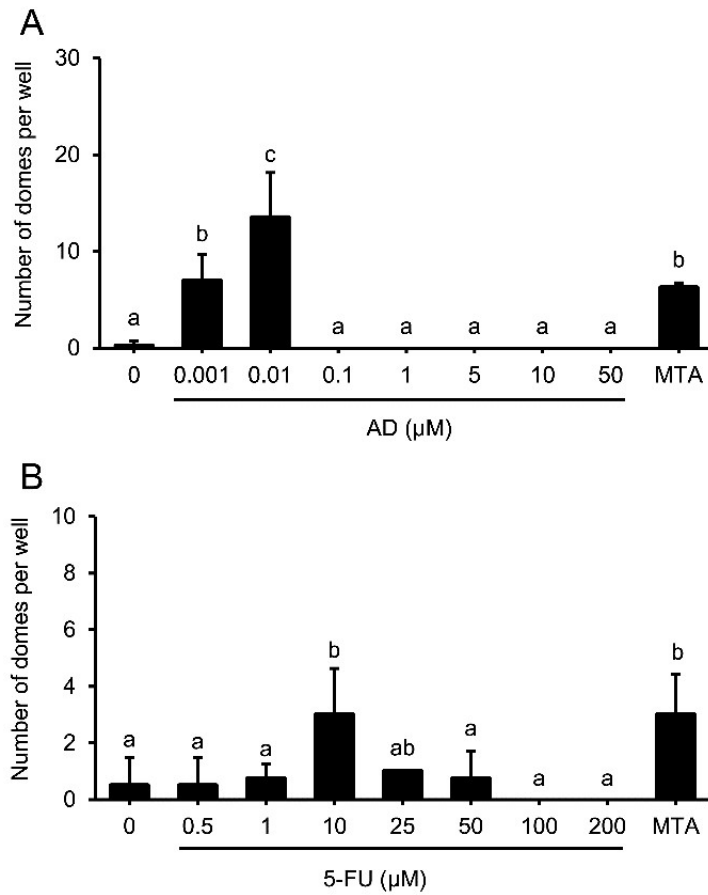 A
Number of domes per well
30
c
20
b
b
10
a
a
a
a
a
a
0
0 0.001 0.01 0.1 1 5 10 50 MTA
AD (µM)
B
Number of domes per well
10
8
6
b
b
4
a
a
a
ab
a
2
a
a
0
0 0.5 1 10 25 50 100 200 MTA
5-FU (µM)